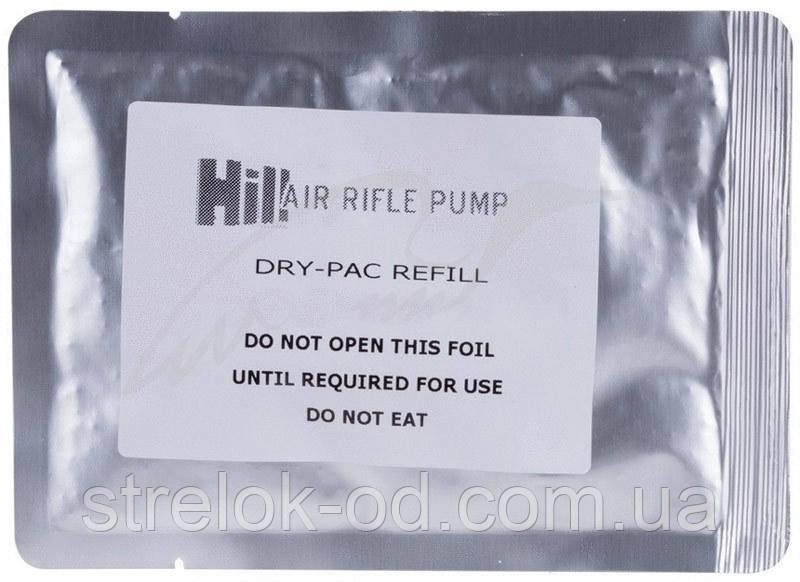 Hill AIR RIFLE PUMP
DRY-PAC REFILL
DO NOT OPEN THIS FOIL
UNTIL REQUIRED FOR USE
DO NOT EAT
strelok-od.com.ua